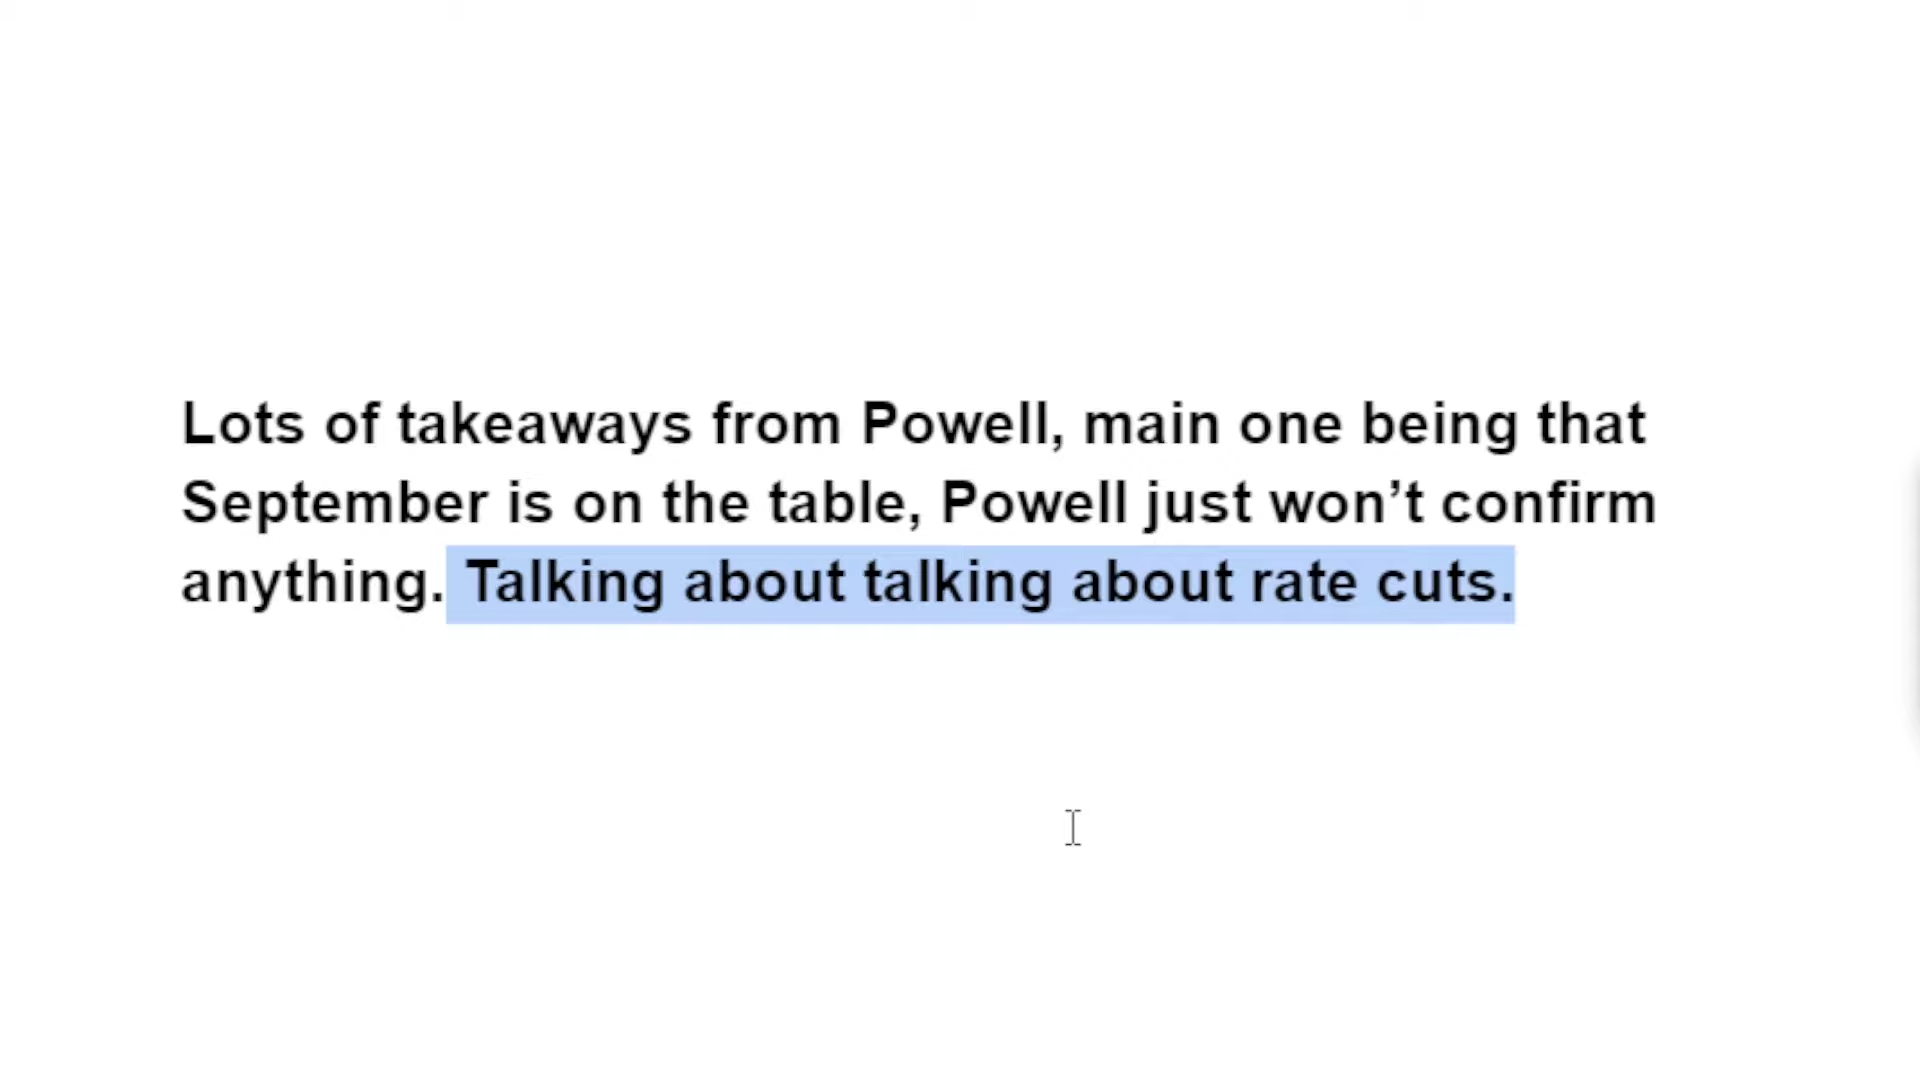 Lots of takeaways from Powell, main one being that
September is on the table, Powell just won’t confirm
anything. Talking about talking about rate cuts.